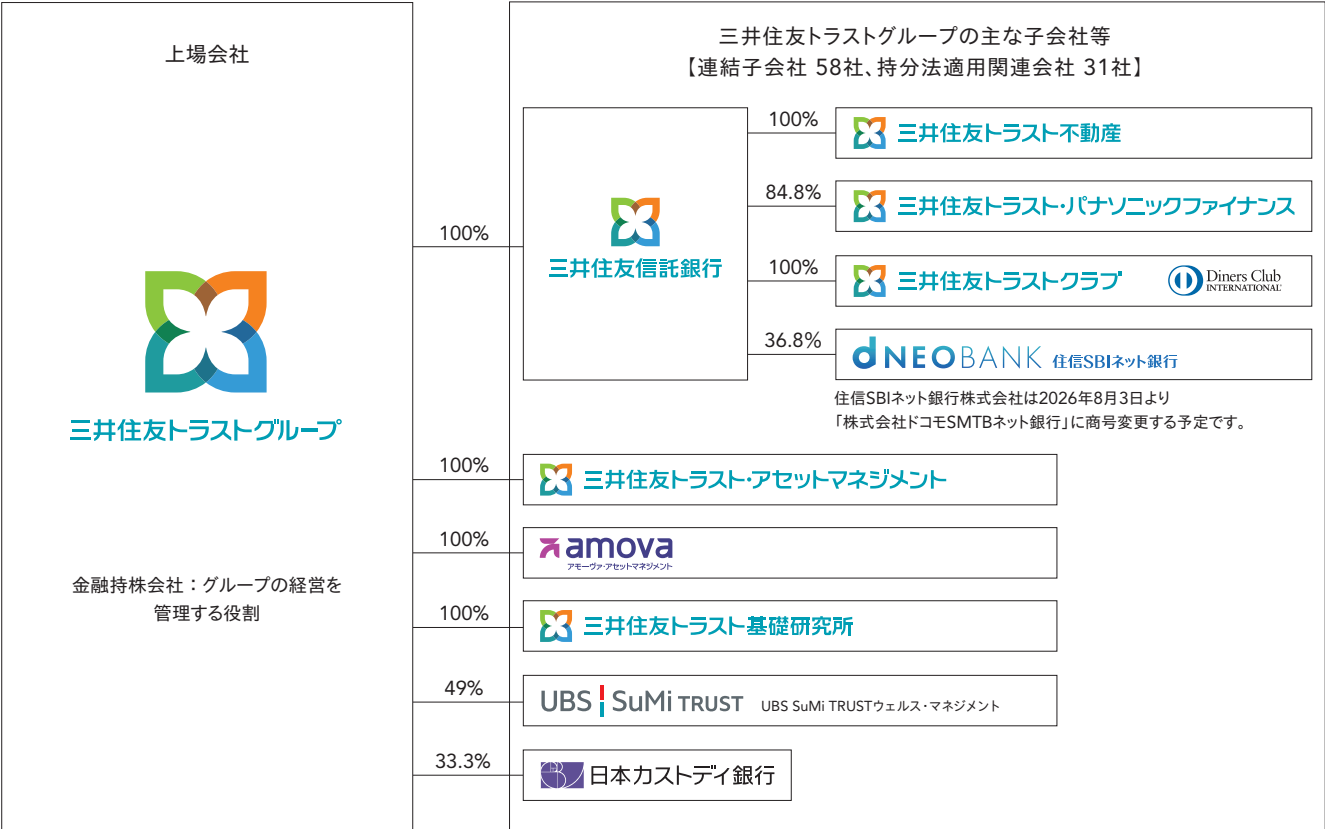 上場会社
三井住友トラストグループ
金融持株会社：グループの経営を
管理する役割
三井住友トラストグループの主な子会社等
【連結子会社 58社、持分法適用関連会社 31社】
100%
三井住友信託銀行
100%
三井住友トラスト不動産
84.8%
三井住友トラスト・パナソニックファイナンス
100%
三井住友トラストクラブ
Diners Club
INTERNATIONAL
36.8%
d NEOBANK 住信SBIネット銀行
住信SBIネット銀行株式会社は2026年8月3日より
「株式会社ドコモSMTBネット銀行」に商号変更する予定です。
100%
三井住友トラスト・アセットマネジメント
100%
amova
アモーヴァ・アセットマネジメント
100%
三井住友トラスト基礎研究所
49%
UBS SuMi TRUST UBS SuMi TRUSTウェルス・マネジメント
33.3%
日本カストディ銀行